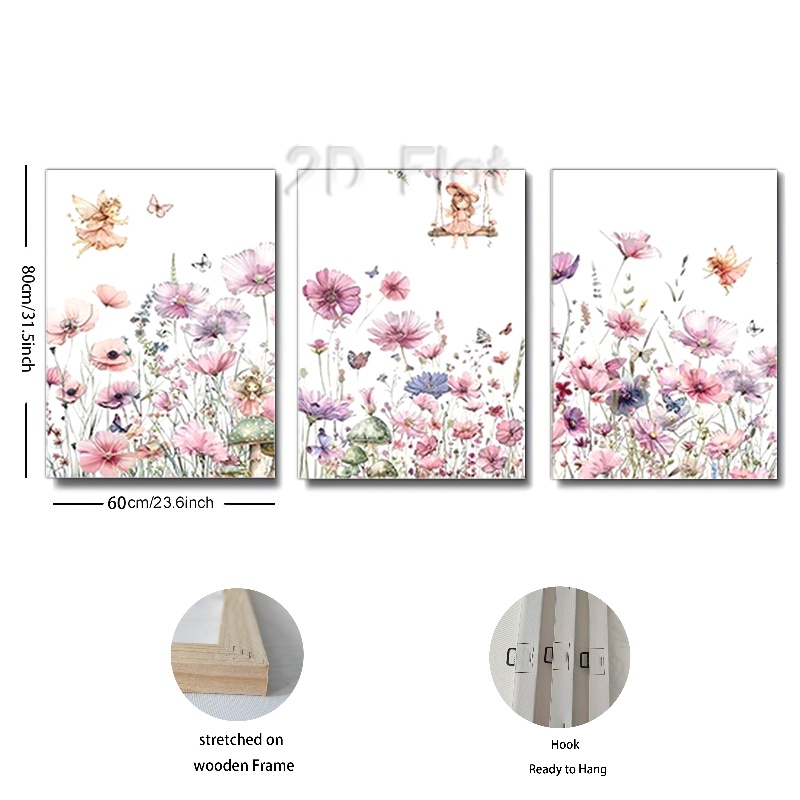 2D Flat
80cm/31.5inch
60cm/23.6inch
stretched on
wooden Frame
Hook
Ready to Hang